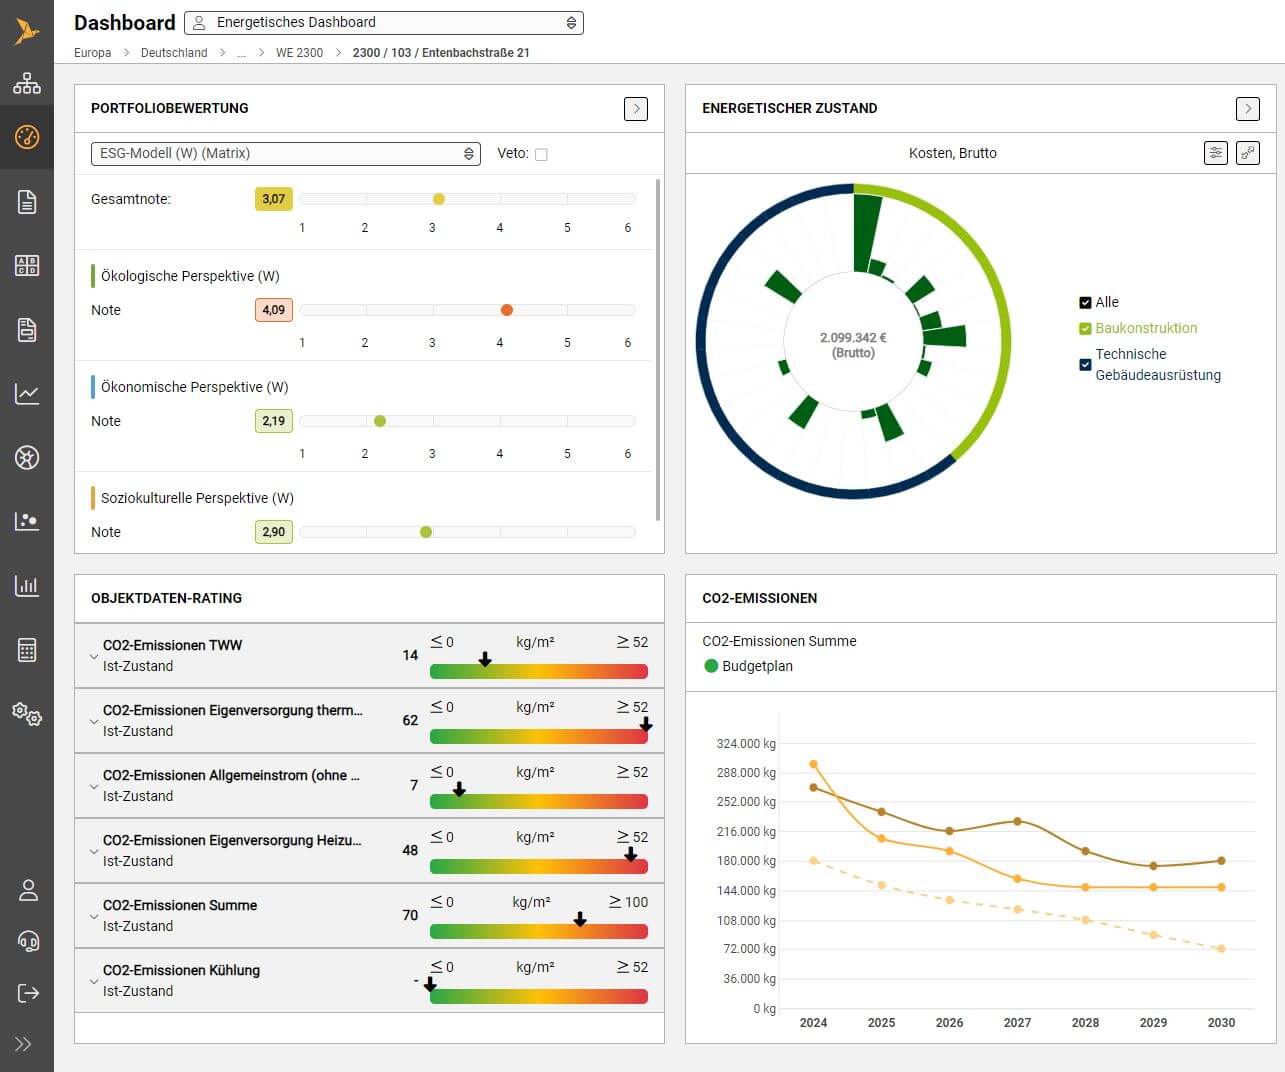 Dashboard
Energetisches Dashboard
Europa > Deutschland > ... > WE 2300 > 2300 / 103 / Entenbachstraße 21
PORTFOLIOBEWERTUNG
ESG-Modell (W) (Matrix)
Veto:
Gesamtnote: 3,07
1 2 3 4 5 6
Ökologische Perspektive (W)
Note 4,09
1 2 3 4 5 6
Ökonomische Perspektive (W)
Note 2,19
1 2 3 4 5 6
Soziokulturelle Perspektive (W)
Note 2,90
ENERGETISCHER ZUSTAND
Kosten, Brutto
2.099.342 €
(Brutto)
Alle
Baukonstruktion
Technische
Gebäudeausrüstung
OBJEKTDATEN-RATING
CO2-Emissionen TWW
Ist-Zustand
14
≤ 0 kg/m² ≥ 52
CO2-Emissionen Eigenversorgung therm...
Ist-Zustand
62
≤ 0 kg/m² ≥ 52
CO2-Emissionen Allgemeinstrom (ohne ...
Ist-Zustand
7
≤ 0 kg/m² ≥ 52
CO2-Emissionen Eigenversorgung Heizu...
Ist-Zustand
48
≤ 0 kg/m² ≥ 52
CO2-Emissionen Summe
Ist-Zustand
70
≤ 0 kg/m² ≥ 100
CO2-Emissionen Kühlung
Ist-Zustand
-
≤ 0 kg/m² ≥ 52
CO2-EMISSIONEN
CO2-Emissionen Summe
Budgetplan
324.000 kg
288.000 kg
252.000 kg
216.000 kg
180.000 kg
144.000 kg
108.000 kg
72.000 kg
36.000 kg
0 kg
2024 2025 2026 2027 2028 2029 2030